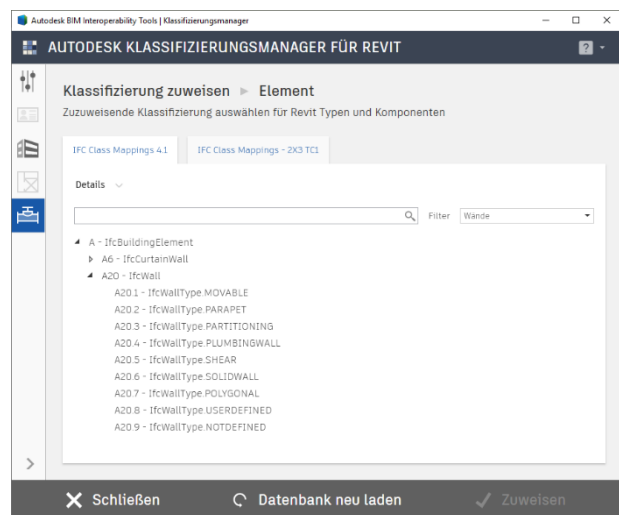 Autodesk BIM Interoperability Tools | Klassifizierungsmanager
AUTODESK KLASSIFIZIERUNGSMANAGER FÜR REVIT
?
Klassifizierung zuweisen ▶ Element
Zuzuweisende Klassifizierung auswählen für Revit Typen und Komponenten
IFC Class Mappings 4.1 IFC Class Mappings - 2X3 TC1
Details
Filter Wände
A - IfcBuildingElement
A6 - IfcCurtainWall
A20 - IfcWall
A20.1 - IfcWallType.MOVABLE
A20.2 - IfcWallType.PARAPET
A20.3 - IfcWallType.PARTITIONING
A20.4 - IfcWallType.PLUMBINGWALL
A20.5 - IfcWallType.SHEAR
A20.6 - IfcWallType.SOLIDWALL
A20.7 - IfcWallType.POLYGONAL
A20.8 - IfcWallType.USERDEFINED
A20.9 - IfcWallType.NOTDEFINED
Schließen Datenbank neu laden Zuweisen